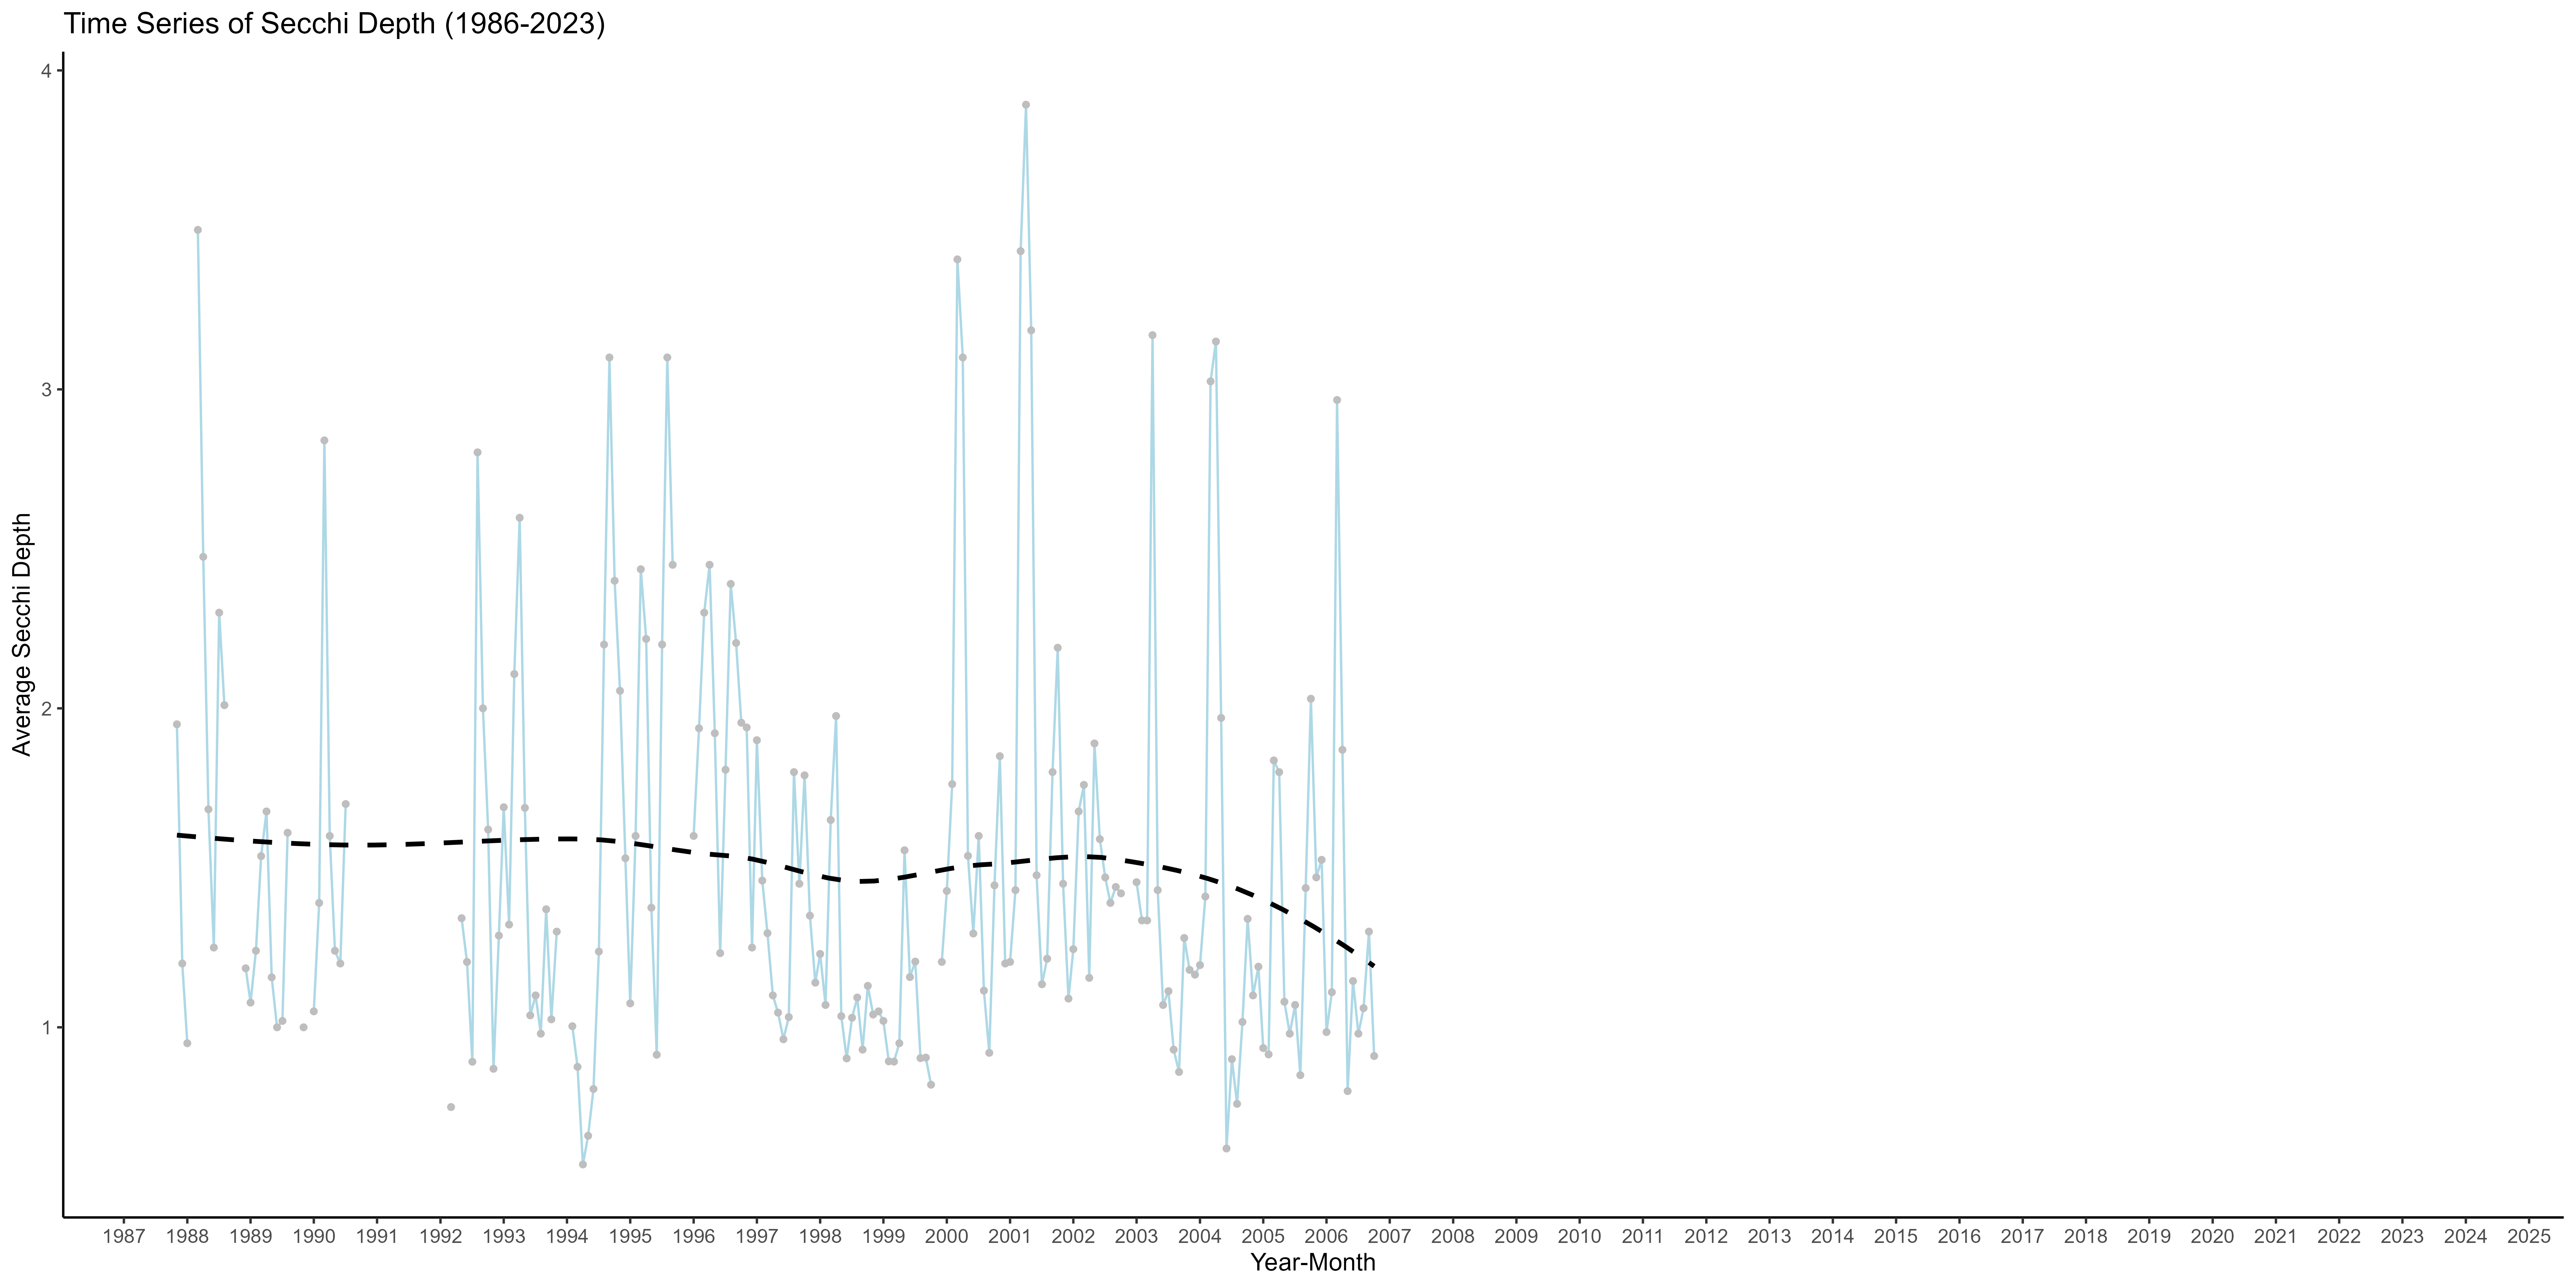 Time Series of Secchi Depth (1986-2023)
4
3
2
1
Average Secchi Depth
1987 1988 1989 1990 1991 1992 1993 1994 1995 1996 1997 1998 1999 2000 2001 2002 2003 2004 2005 2006 2007 2008 2009 2010 2011 2012 2013 2014 2015 2016 2017 2018 2019 2020 2021 2022 2023 2024 2025
Year-Month